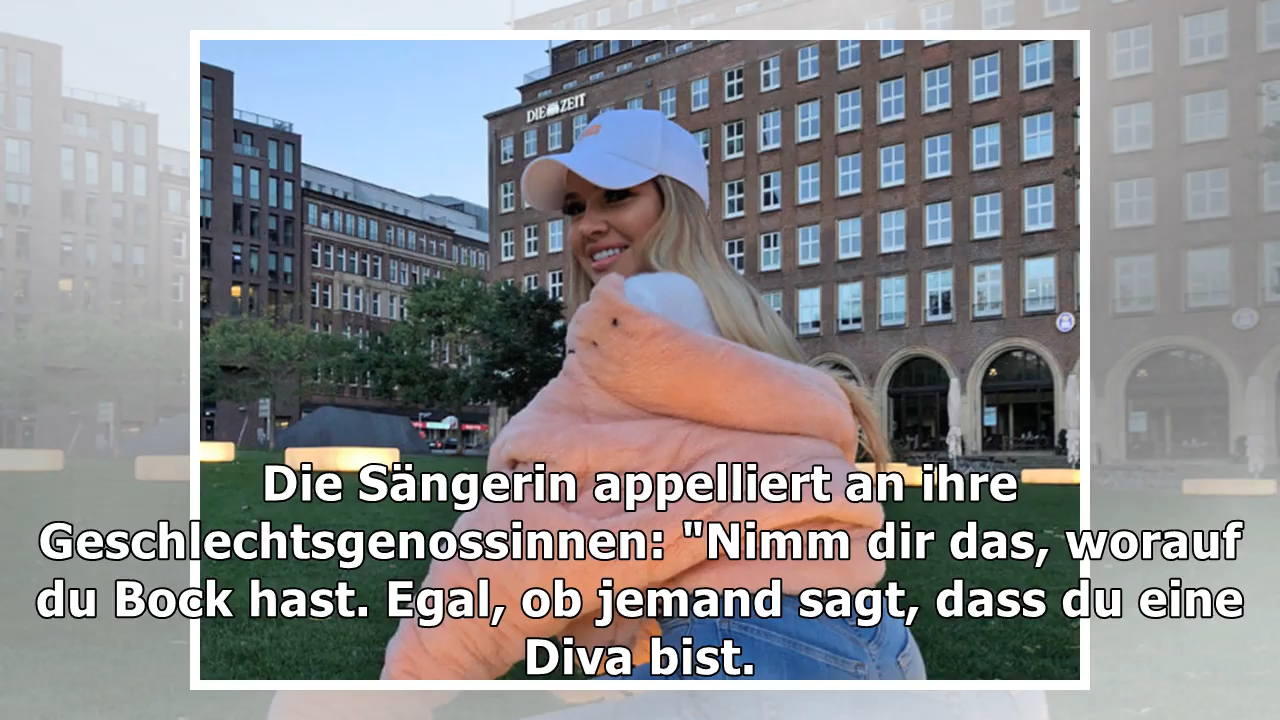 DIE ZEIT
Die Sängerin appelliert an ihre
Geschlechtsgenossinnen: "Nimm dir das, worauf
du Bock hast. Egal, ob jemand sagt, dass du eine
Diva bist.